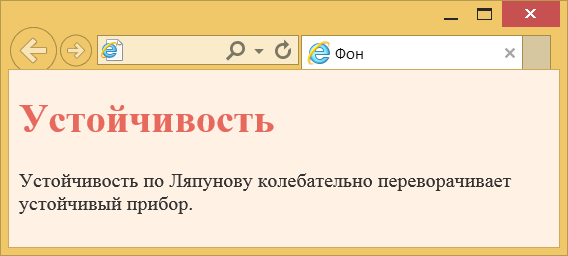 Фон
Устойчивость
Устойчивость по Ляпунову колебательно переворачивает
устойчивый прибор.